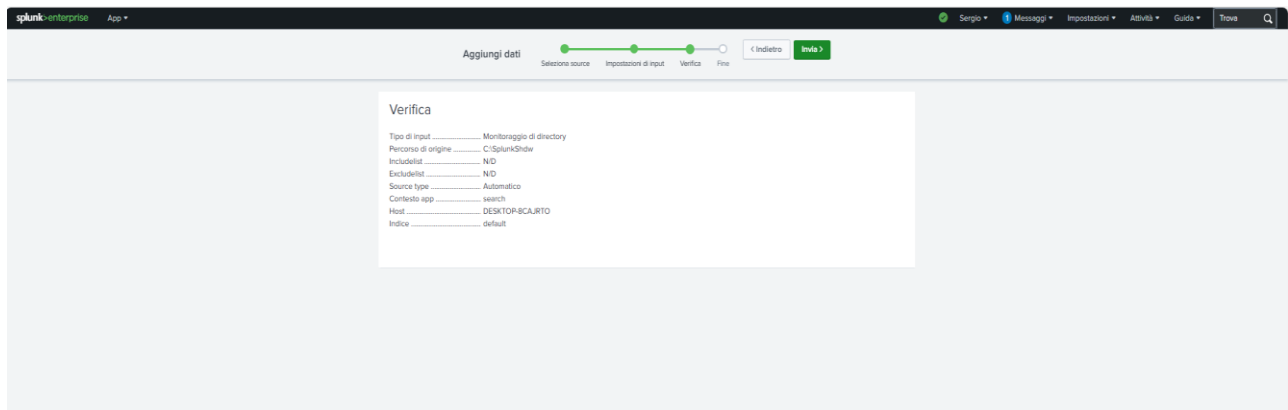 splunk>enterprise App Sergio 1 Messaggi Impostazioni Attività Guida Trova
Aggiungi dati
Seleziona source Impostazioni di input Verifica Fine
< Indietro Invia >
Verifica
Tipo di input ........................ Monitoraggio di directory
Percorso di origine ............. C:\SplunkShdw
Includelist ........................... N/D
Excludelist ........................... N/D
Source type ........................ Automatico
Contesto app ...................... search
Host .................................... DESKTOP-8CAJRTO
Indice .................................. default